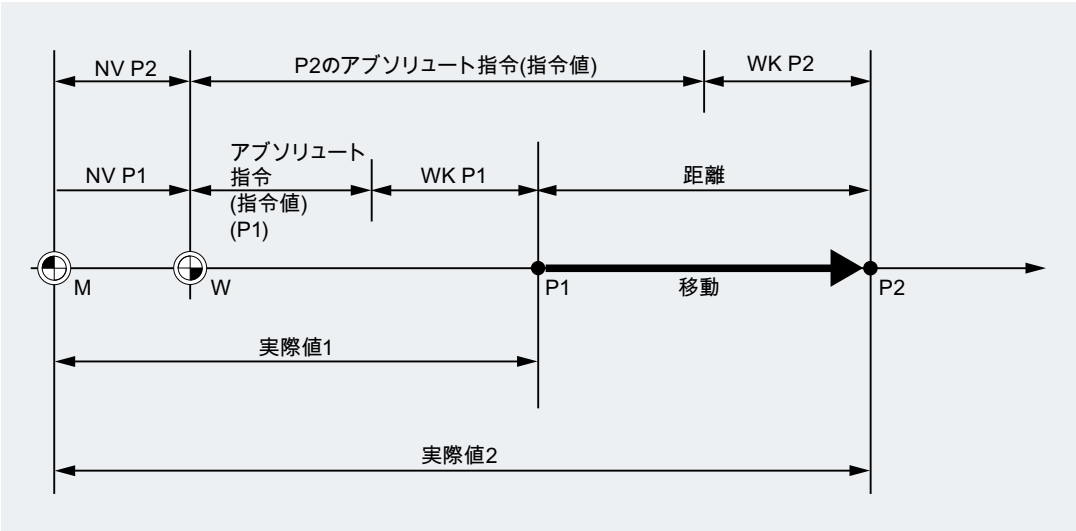 NV P2
P2のアブソリュート指令(指令値)
WK P2
NV P1
アブソリュート
指令
(指令値)
(P1)
WK P1
距離
M
W
P1
移動
P2
実際値1
実際値2